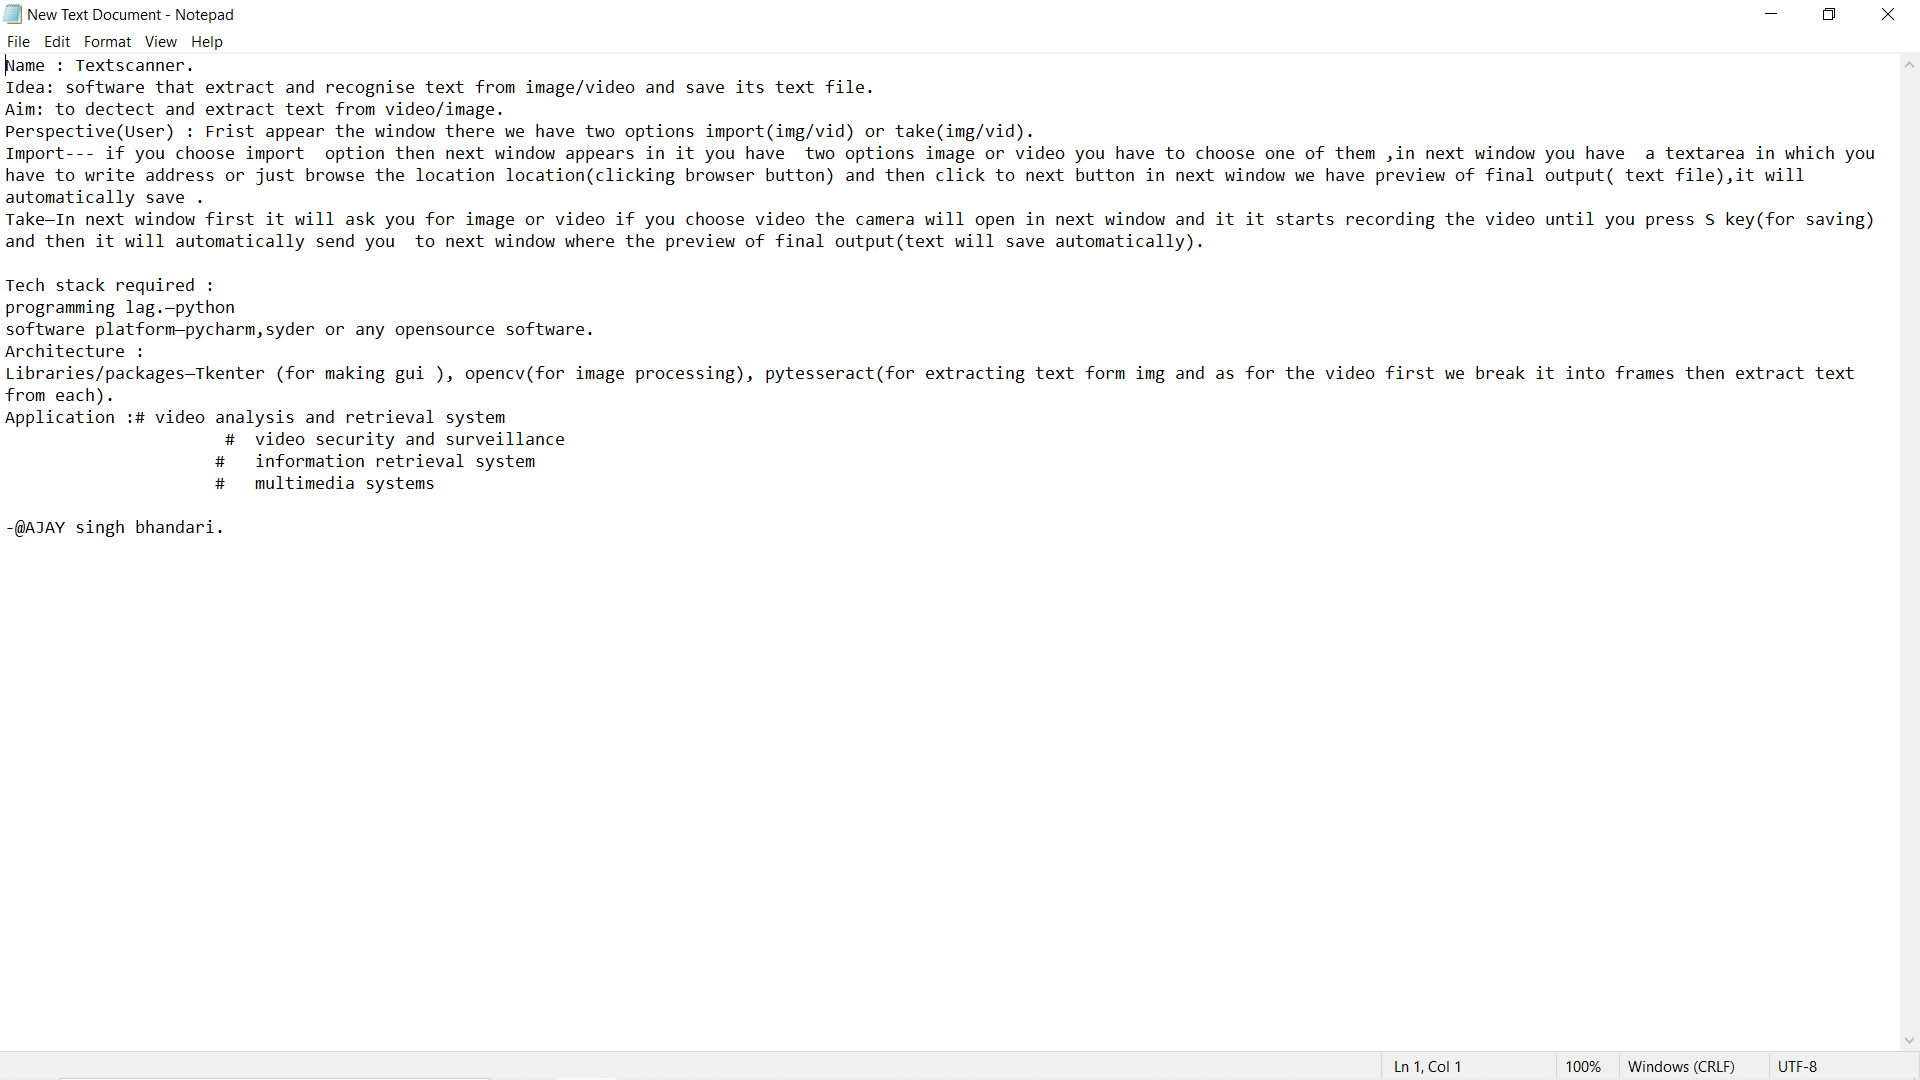 New Text Document - Notepad
File Edit Format View Help
Name : Textscanner.
Idea: software that extract and recognise text from image/video and save its text file.
Aim: to dectect and extract text from video/image.
Perspective(User) : Frist appear the window there we have two options import(img/vid) or take(img/vid).
Import--- if you choose import  option then next window appears in it you have  two options image or video you have to choose one of them ,in next window you have  a textarea in which you
have to write address or just browse the location location(clicking browser button) and then click to next button in next window we have preview of final output( text file),it will
automatically save .
Take—In next window first it will ask you for image or video if you choose video the camera will open in next window and it it starts recording the video until you press S key(for saving)
and then it will automatically send you  to next window where the preview of final output(text will save automatically).

Tech stack required :
programming lag.—python
software platform—pycharm,syder or any opensource software.
Architecture :
Libraries/packages—Tkenter (for making gui ), opencv(for image processing), pytesseract(for extracting text form img and as for the video first we break it into frames then extract text
from each).
Application :# video analysis and retrieval system
#  video security and surveillance
#   information retrieval system
#   multimedia systems

-@AJAY singh bhandari.
Ln 1, Col 1 100% Windows (CRLF) UTF-8